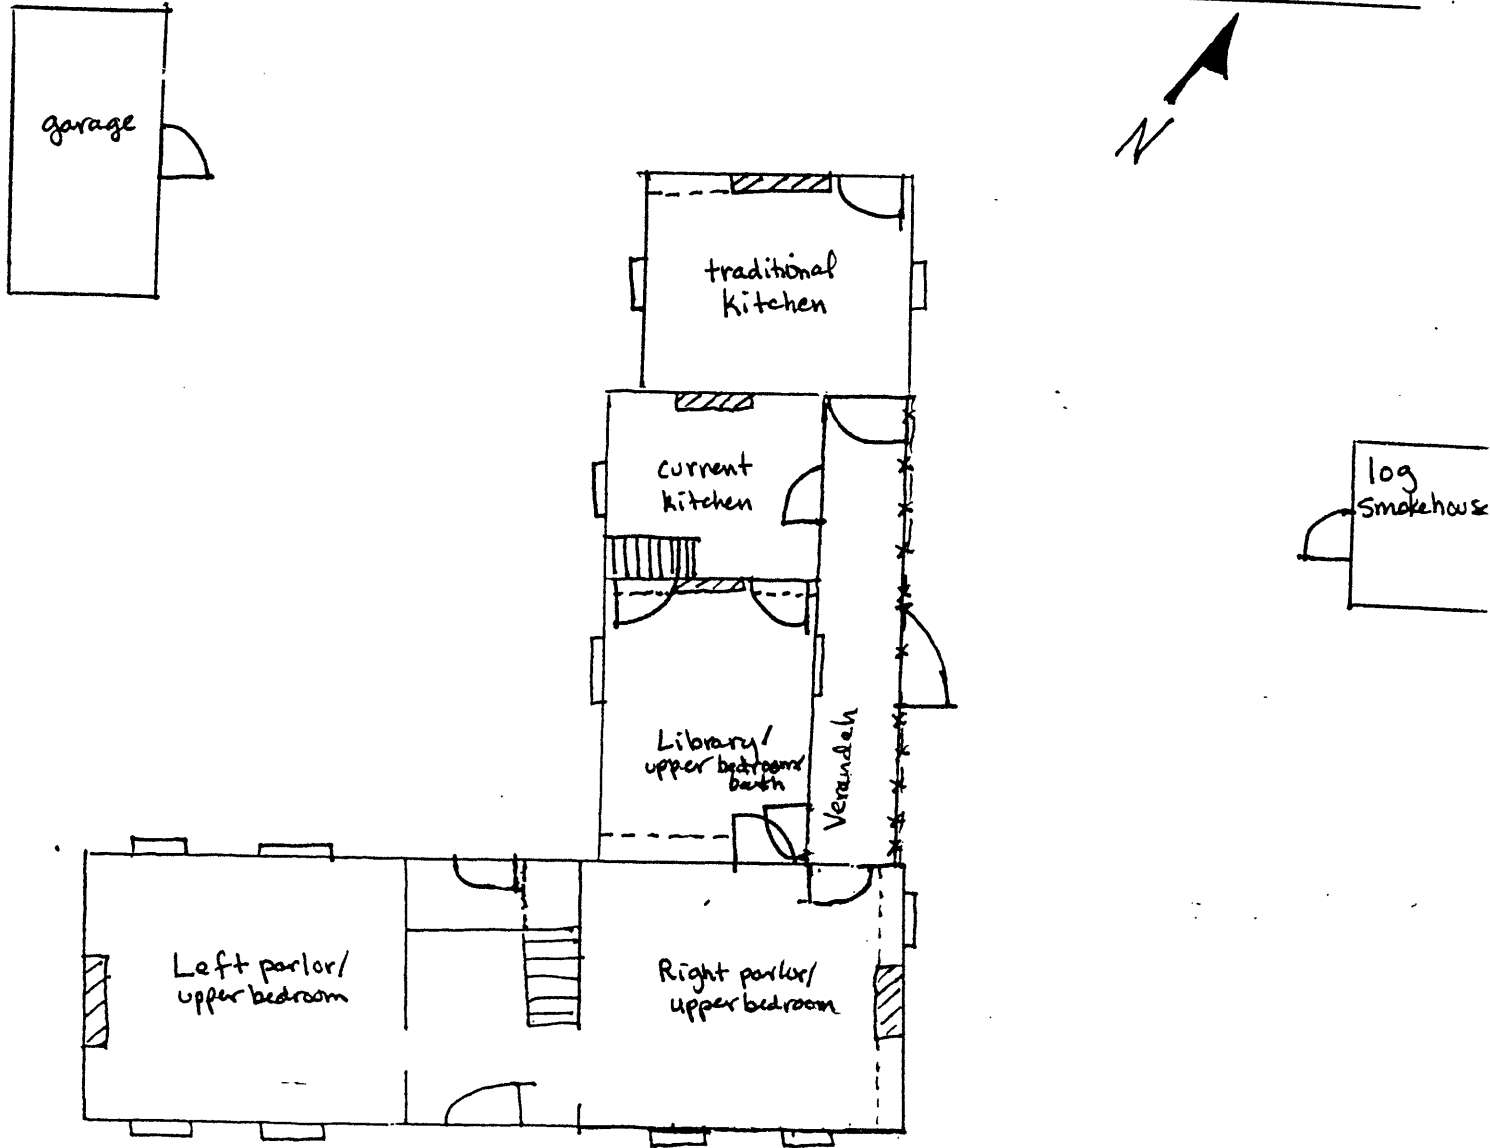 garage
N
traditional
kitchen
current
kitchen
log
smokehouse
Library/
upper bedroom/
bath
Verandah
Left parlor/
upper bedroom
Right parlor/
upper bedroom